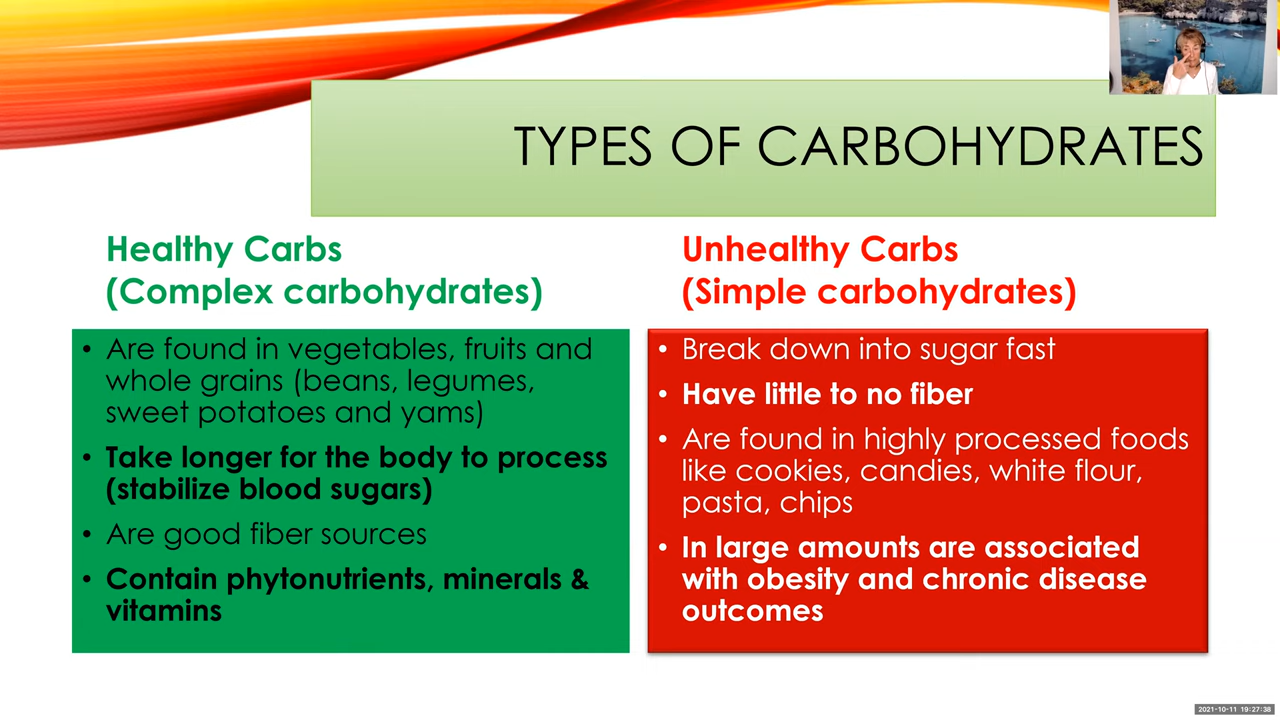 TYPES OF CARBOHYDRATES
Healthy Carbs
(Complex carbohydrates)
• Are found in vegetables, fruits and
whole grains (beans, legumes,
sweet potatoes and yams)
• Take longer for the body to process
(stabilize blood sugars)
• Are good fiber sources
• Contain phytonutrients, minerals &
vitamins
Unhealthy Carbs
(Simple carbohydrates)
• Break down into sugar fast
• Have little to no fiber
• Are found in highly processed foods
like cookies, candies, white flour,
pasta, chips
• In large amounts are associated
with obesity and chronic disease
outcomes
2021-10-11 19:27:38